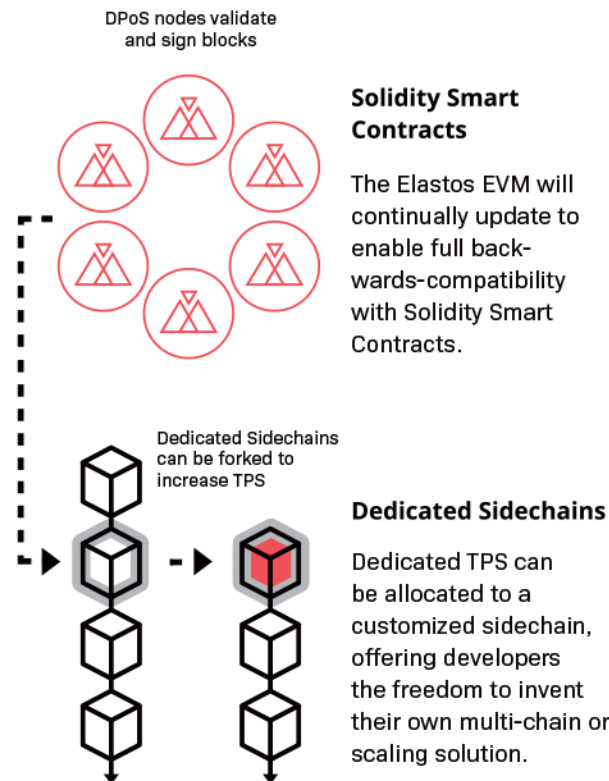 DPoS nodes validate
and sign blocks
Solidity Smart
Contracts
The Elastos EVM will
continually update to
enable full back-
wards-compatibility
with Solidity Smart
Contracts.
Dedicated Sidechains
can be forked to
increase TPS
Dedicated Sidechains
Dedicated TPS can
be allocated to a
customized sidechain,
offering developers
the freedom to invent
their own multi-chain or
scaling solution.